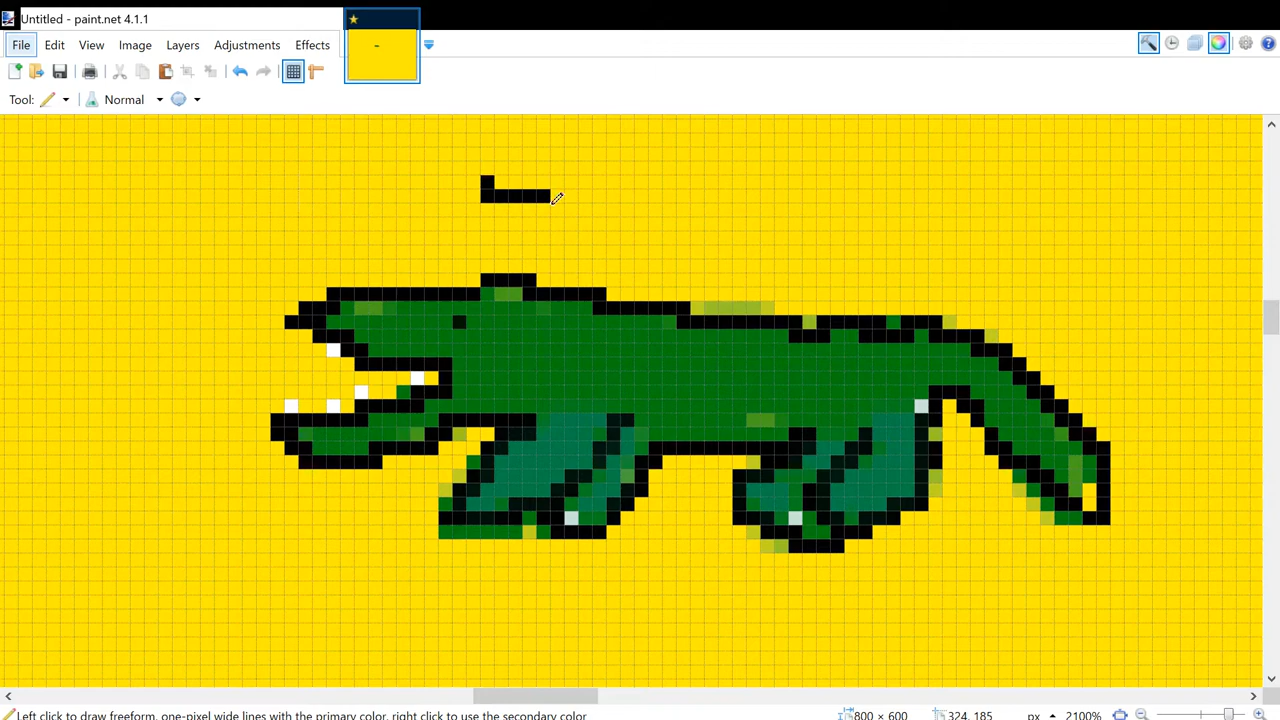 Untitled - paint.net 4.1.1
File Edit View Image Layers Adjustments Effects
Tool: Normal
Left click to draw freeform, one-pixel wide lines with the primary color, right click to use the secondary color 800 × 600 324, 185 px 2100%